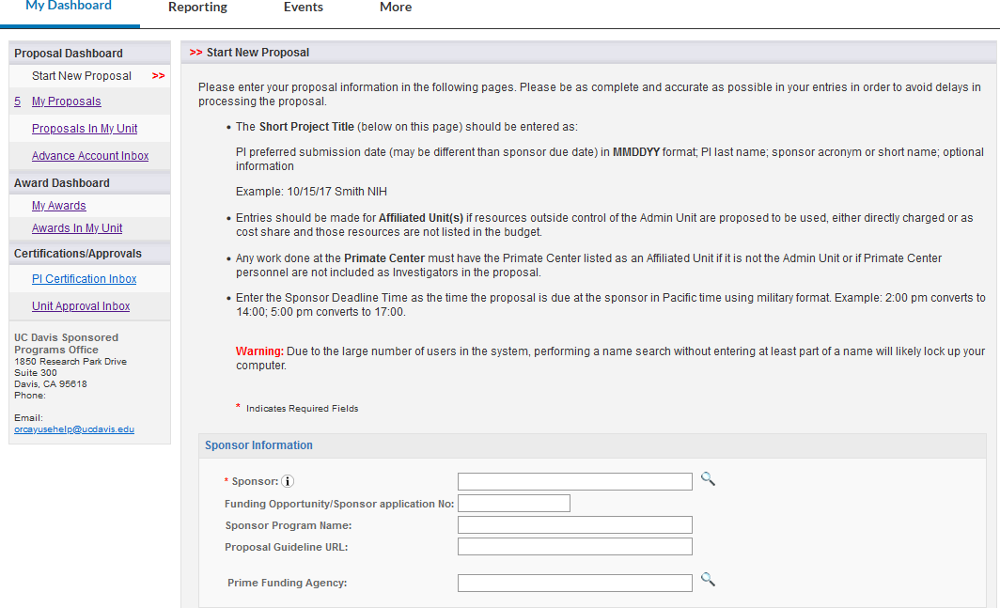 My Dashboard
Reporting
Events
More
Proposal Dashboard
Start New Proposal >>
5 My Proposals
Proposals In My Unit
Advance Account Inbox
Award Dashboard
My Awards
Awards In My Unit
Certifications/Approvals
PI Certification Inbox
Unit Approval Inbox
UC Davis Sponsored
Programs Office
1850 Research Park Drive
Suite 300
Davis, CA 95618
Phone:
Email:
orcayusehelp@ucdavis.edu
>> Start New Proposal
Please enter your proposal information in the following pages. Please be as complete and accurate as possible in your entries in order to avoid delays in
processing the proposal.
• The Short Project Title (below on this page) should be entered as:
PI preferred submission date (may be different than sponsor due date) in MMDDYY format; PI last name; sponsor acronym or short name; optional
information
Example: 10/15/17 Smith NIH
• Entries should be made for Affiliated Unit(s) if resources outside control of the Admin Unit are proposed to be used, either directly charged or as
cost share and those resources are not listed in the budget.
• Any work done at the Primate Center must have the Primate Center listed as an Affiliated Unit if it is not the Admin Unit or if Primate Center
personnel are not included as Investigators in the proposal.
• Enter the Sponsor Deadline Time as the time the proposal is due at the sponsor in Pacific time using military format. Example: 2:00 pm converts to
14:00; 5:00 pm converts to 17:00.
Warning: Due to the large number of users in the system, performing a name search without entering at least part of a name will likely lock up your
computer.
* Indicates Required Fields
Sponsor Information
* Sponsor: i
Funding Opportunity/Sponsor application No:
Sponsor Program Name:
Proposal Guideline URL:
Prime Funding Agency: